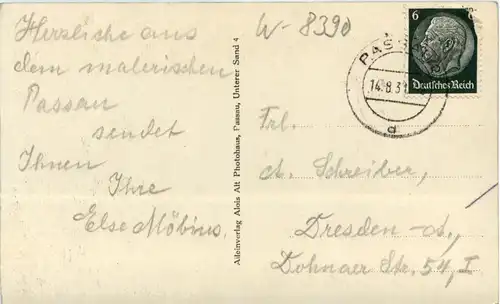 Herzliche aus
dem malerischen
Passau
sendet
Ihnen
Ihre
Else Möbius.
W-8390
Alleinverlag Alois Alt Photohaus, Passau, Unterer Sand 4
6
Deutsches Reich
PASSAU
14.8.3
d
Frl.
A. Schreiber,
Dresden-A.,
Dohnaer Str. 54, I